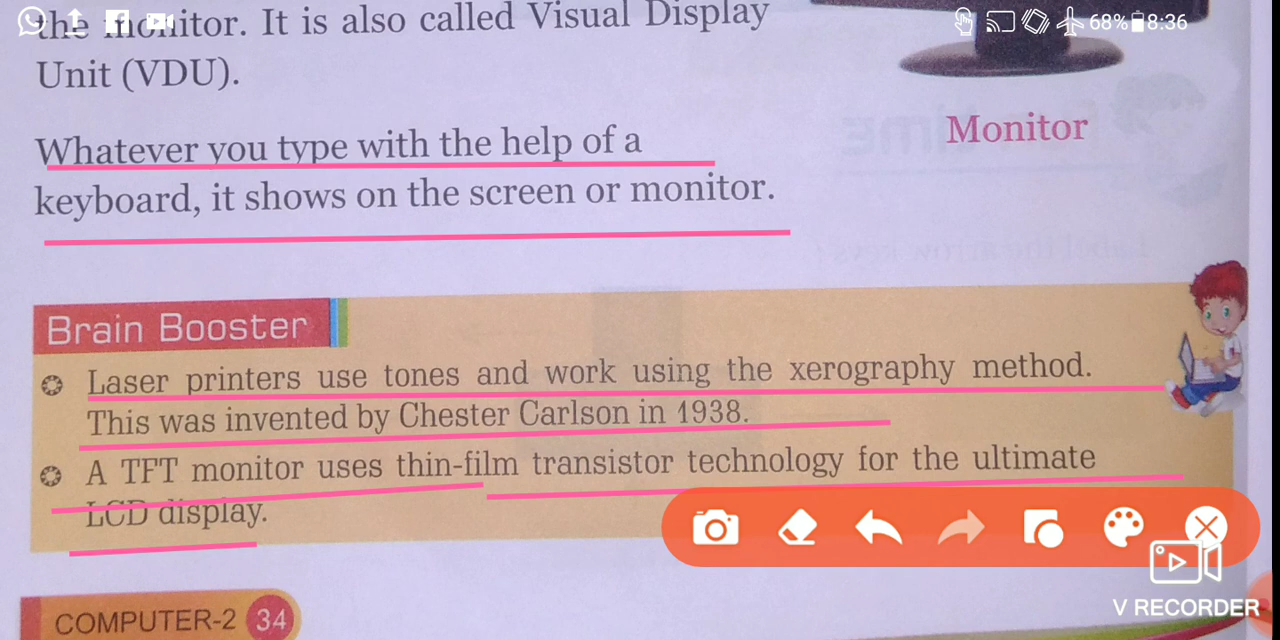 the monitor. It is also called Visual Display
68% 8:36
Unit (VDU).
Monitor
Whatever you type with the help of a
keyboard, it shows on the screen or monitor.
Brain Booster
Laser printers use tones and work using the xerography method.
This was invented by Chester Carlson in 1938.
A TFT monitor uses thin-film transistor technology for the ultimate
LCD display.
V RECORDER
COMPUTER-2 34